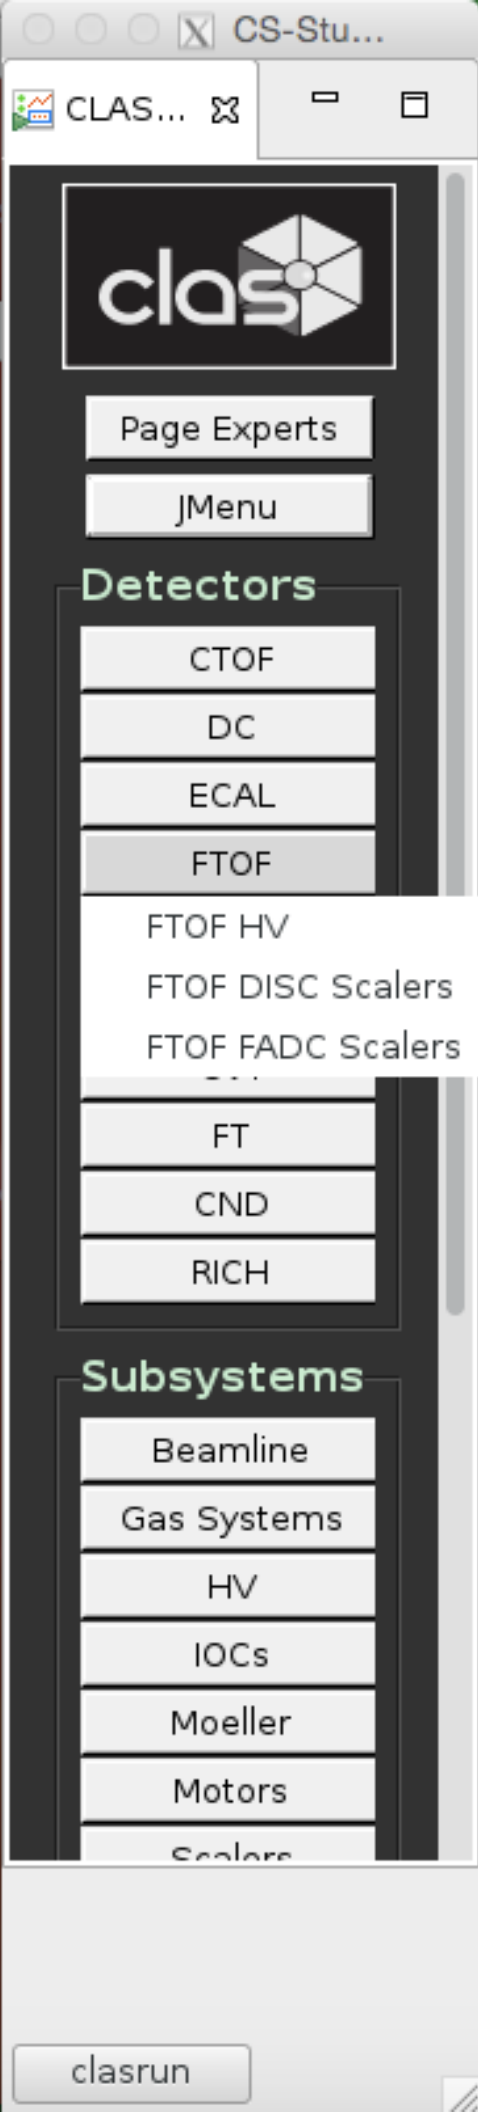 CS-Stu...
CLAS...
clas
Page Experts
JMenu
Detectors
CTOF
DC
ECAL
FTOF
FTOF HV
FTOF DISC Scalers
FTOF FADC Scalers
FT
CND
RICH
Subsystems
Beamline
Gas Systems
HV
IOCs
Moeller
Motors
Scalers
clasrun